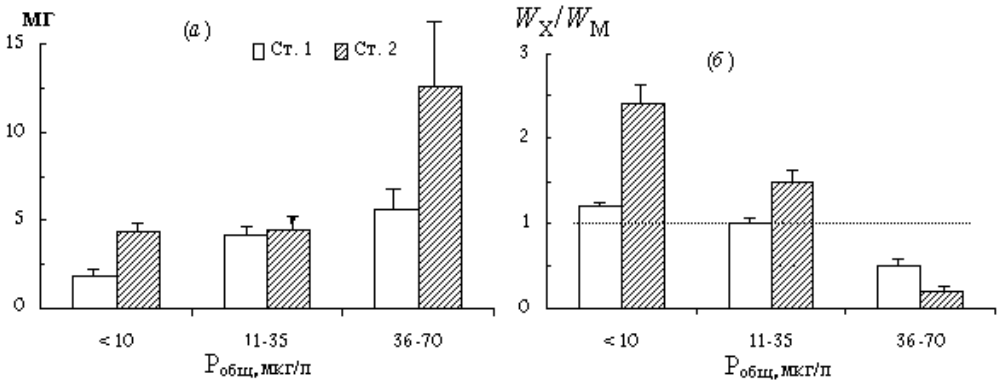 мг
(а)
15
10
5
0
Ст. 1
Ст. 2
< 10
11-35
36-70
Pобщ, мкг/л
WX/WM
(б)
3
2
1
0
< 10
11-35
36-70
Pобщ, мкг/л